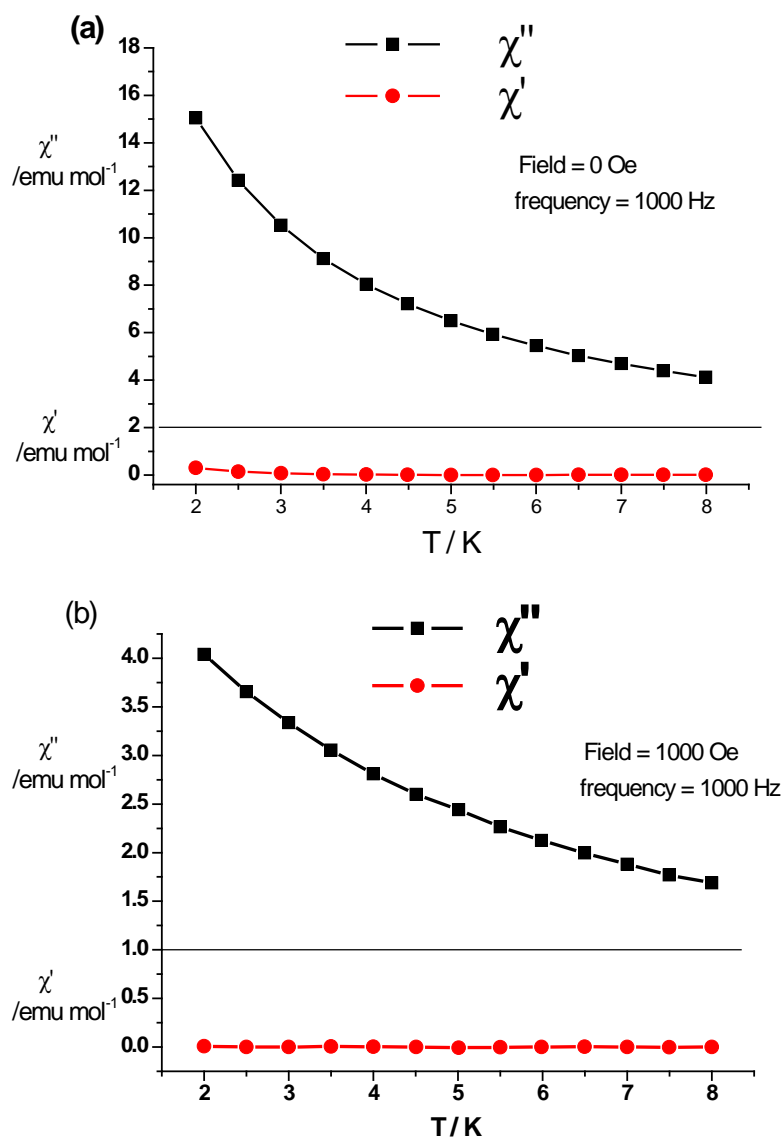 (a)
χ''
χ'
18
16
14
12
10
8
6
4
2
0
χ''
/emu mol⁻¹
Field = 0 Oe
frequency = 1000 Hz
χ'
/emu mol⁻¹
2 3 4 5 6 7 8
T / K
(b)
χ''
χ'
4.0
3.5
3.0
2.5
2.0
1.5
1.0
0.5
0.0
χ''
/emu mol⁻¹
Field = 1000 Oe
frequency = 1000 Hz
χ'
/emu mol⁻¹
2 3 4 5 6 7 8
T / K